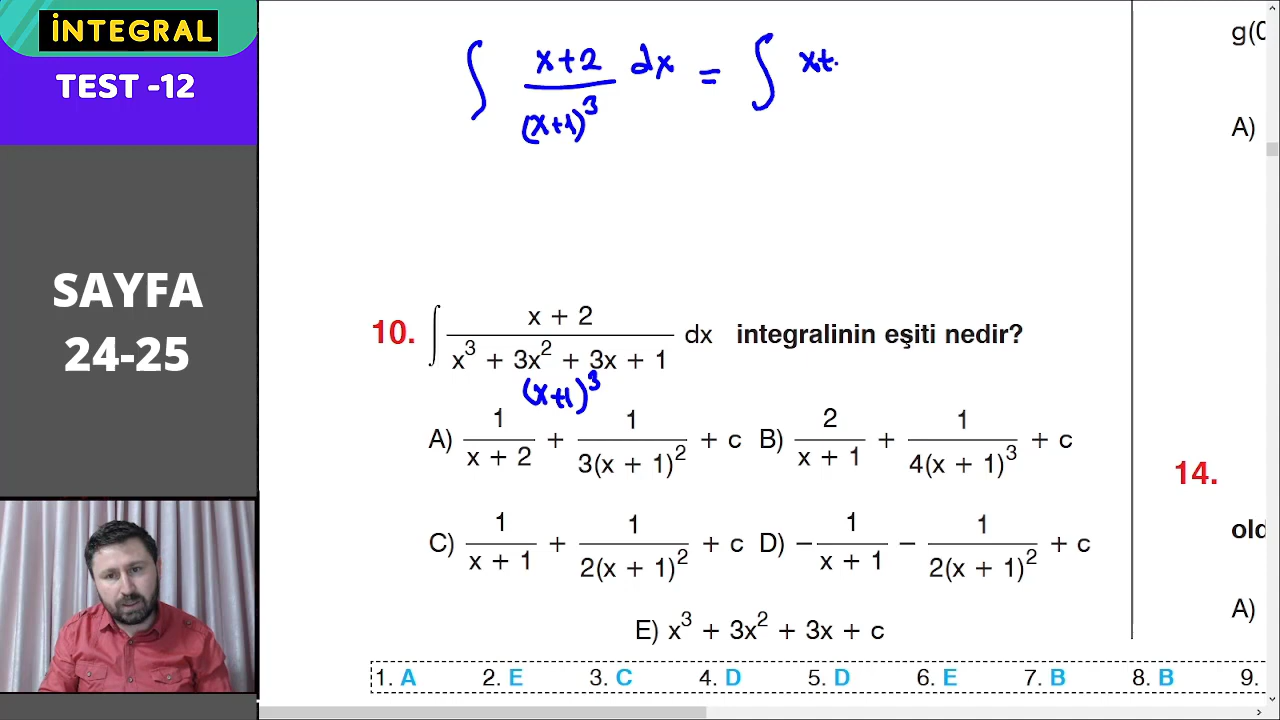 İNTEGRAL
TEST -12
SAYFA
24-25
∫ x+2 / (x+1)³ dx = ∫ x+
10. ∫ x + 2 / x³ + 3x² + 3x + 1 dx integralinin eşiti nedir?
(x+1)³
A) 1 / x + 2 + 1 / 3(x + 1)² + c B) 2 / x + 1 + 1 / 4(x + 1)³ + c
C) 1 / x + 1 + 1 / 2(x + 1)² + c D) − 1 / x + 1 − 1 / 2(x + 1)² + c
E) x³ + 3x² + 3x + c
1. A 2. E 3. C 4. D 5. D 6. E 7. B 8. B 9.
g(0
A)
14.
old
A)